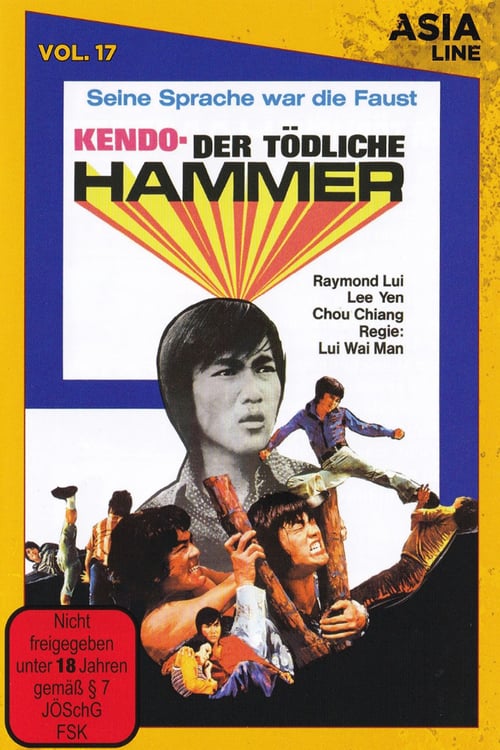 VOL. 17
ASIA
LINE
Seine Sprache war die Faust
KENDO- DER TÖDLICHE
HAMMER
Raymond Lui
Lee Yen
Chou Chiang
Regie:
Lui Wai Man
Nicht
freigegeben
unter 18 Jahren
gemäß § 7
JÖSchG
FSK